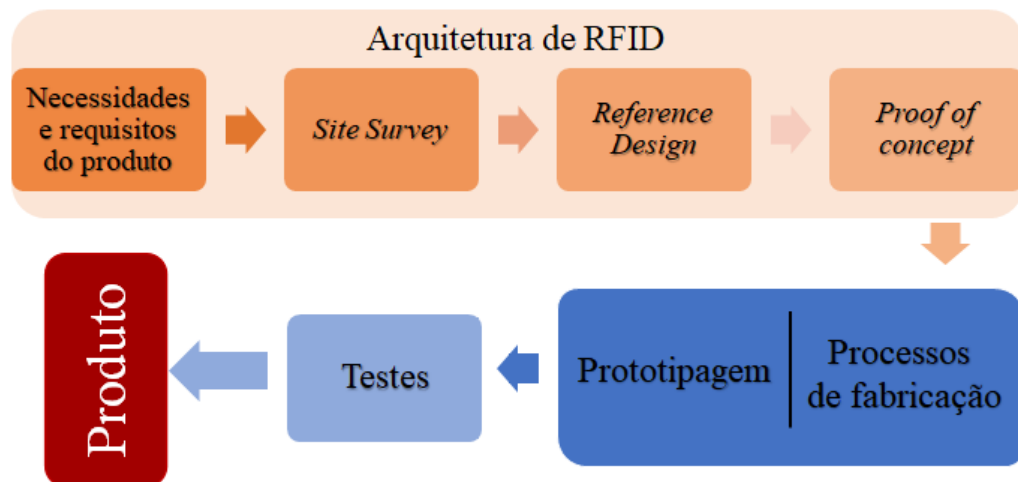 Arquitetura de RFID
Necessidades
e requisitos
do produto
Site Survey
Reference
Design
Proof of
concept
Produto
Testes
Prototipagem
Processos
de fabricação